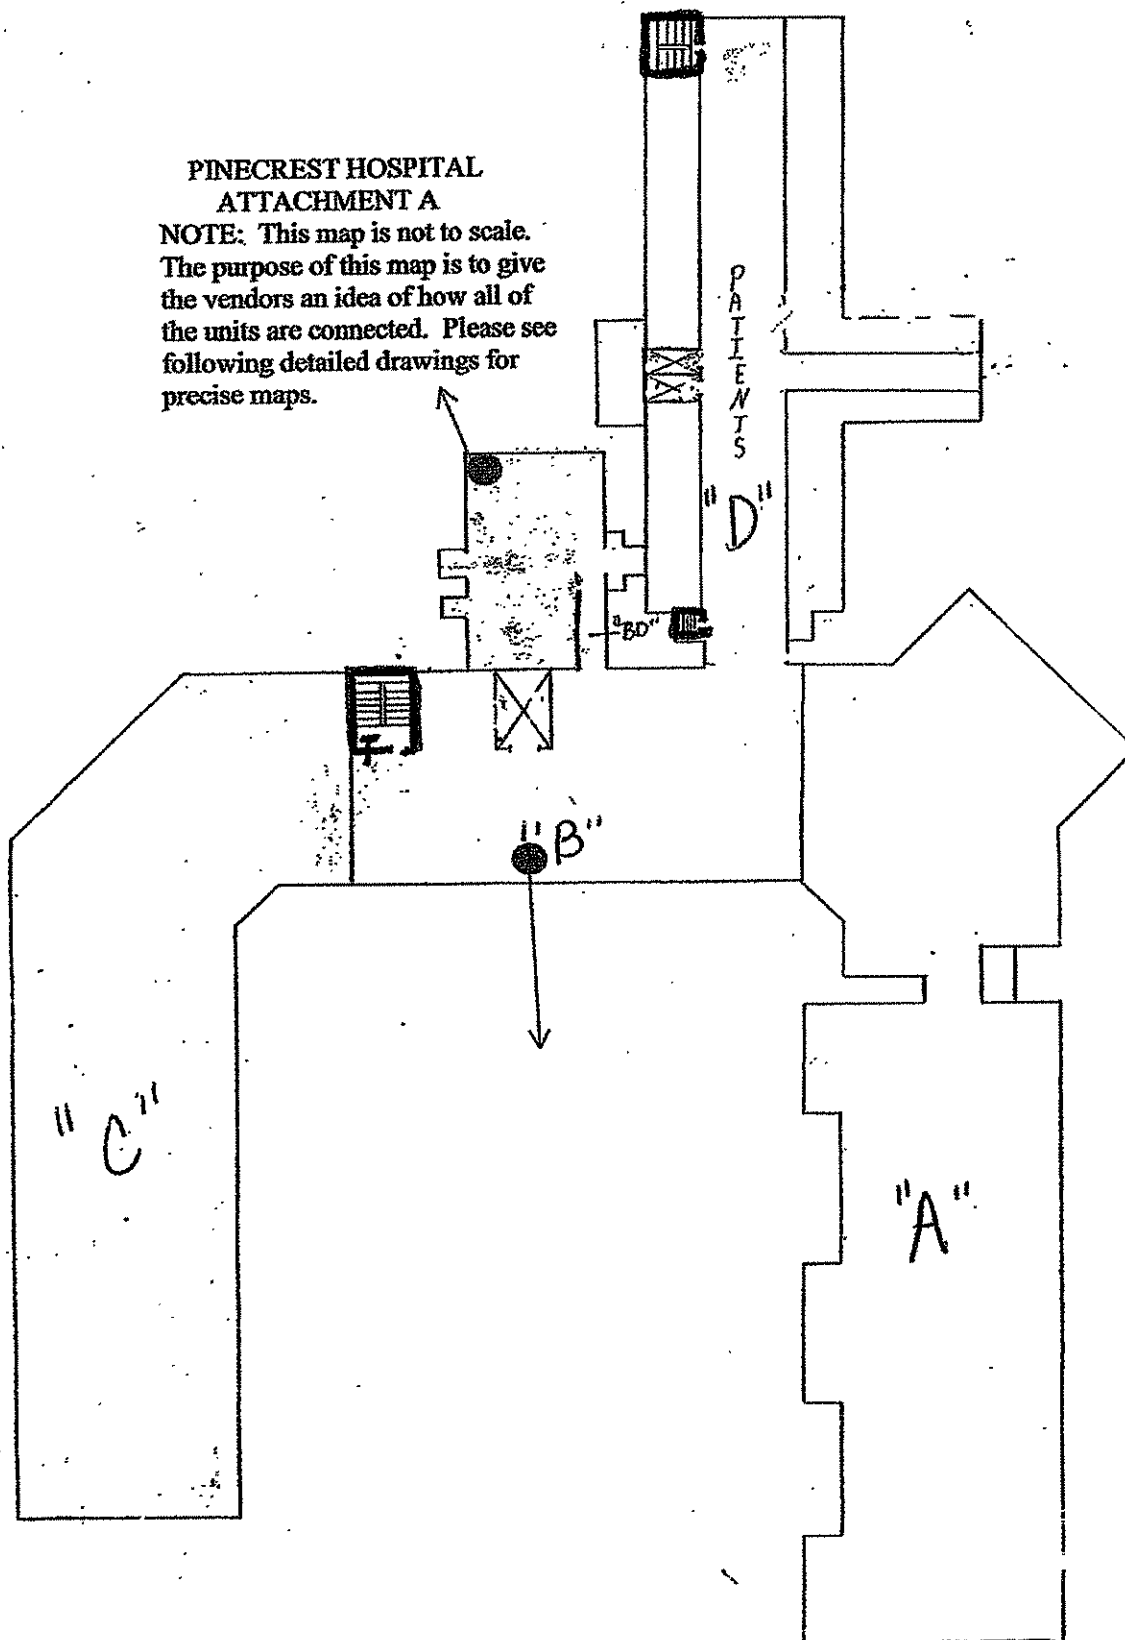 PINECREST HOSPITAL
ATTACHMENT A
NOTE: This map is not to scale.
The purpose of this map is to give
the vendors an idea of how all of
the units are connected. Please see
following detailed drawings for
precise maps.
PATIENTS
"D"
"BD"
"B"
"C"
"A"